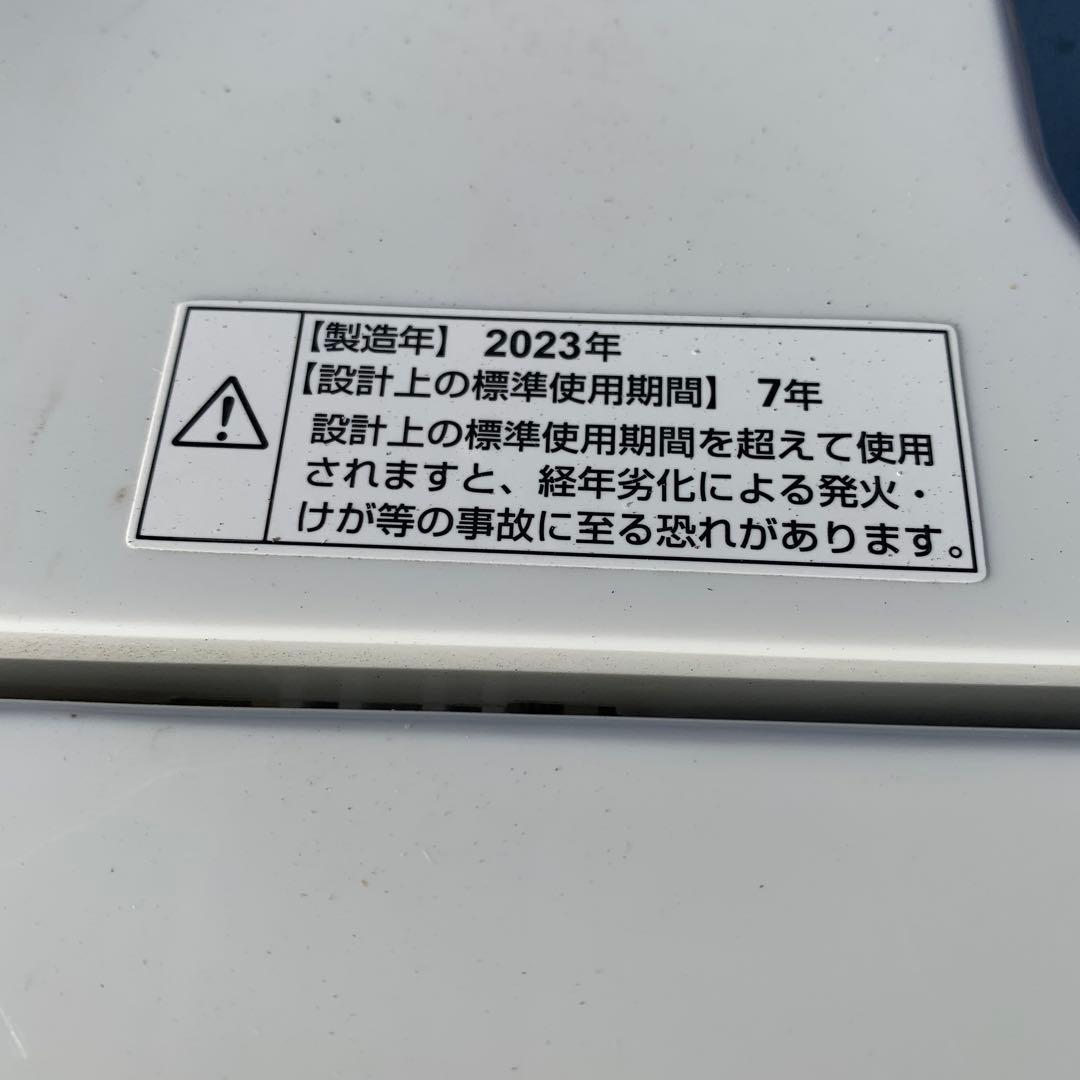 【製造年】 2023年
【設計上の標準使用期間】 7年
設計上の標準使用期間を超えて使用
されますと、経年劣化による発火・
けが等の事故に至る恐れがあります。